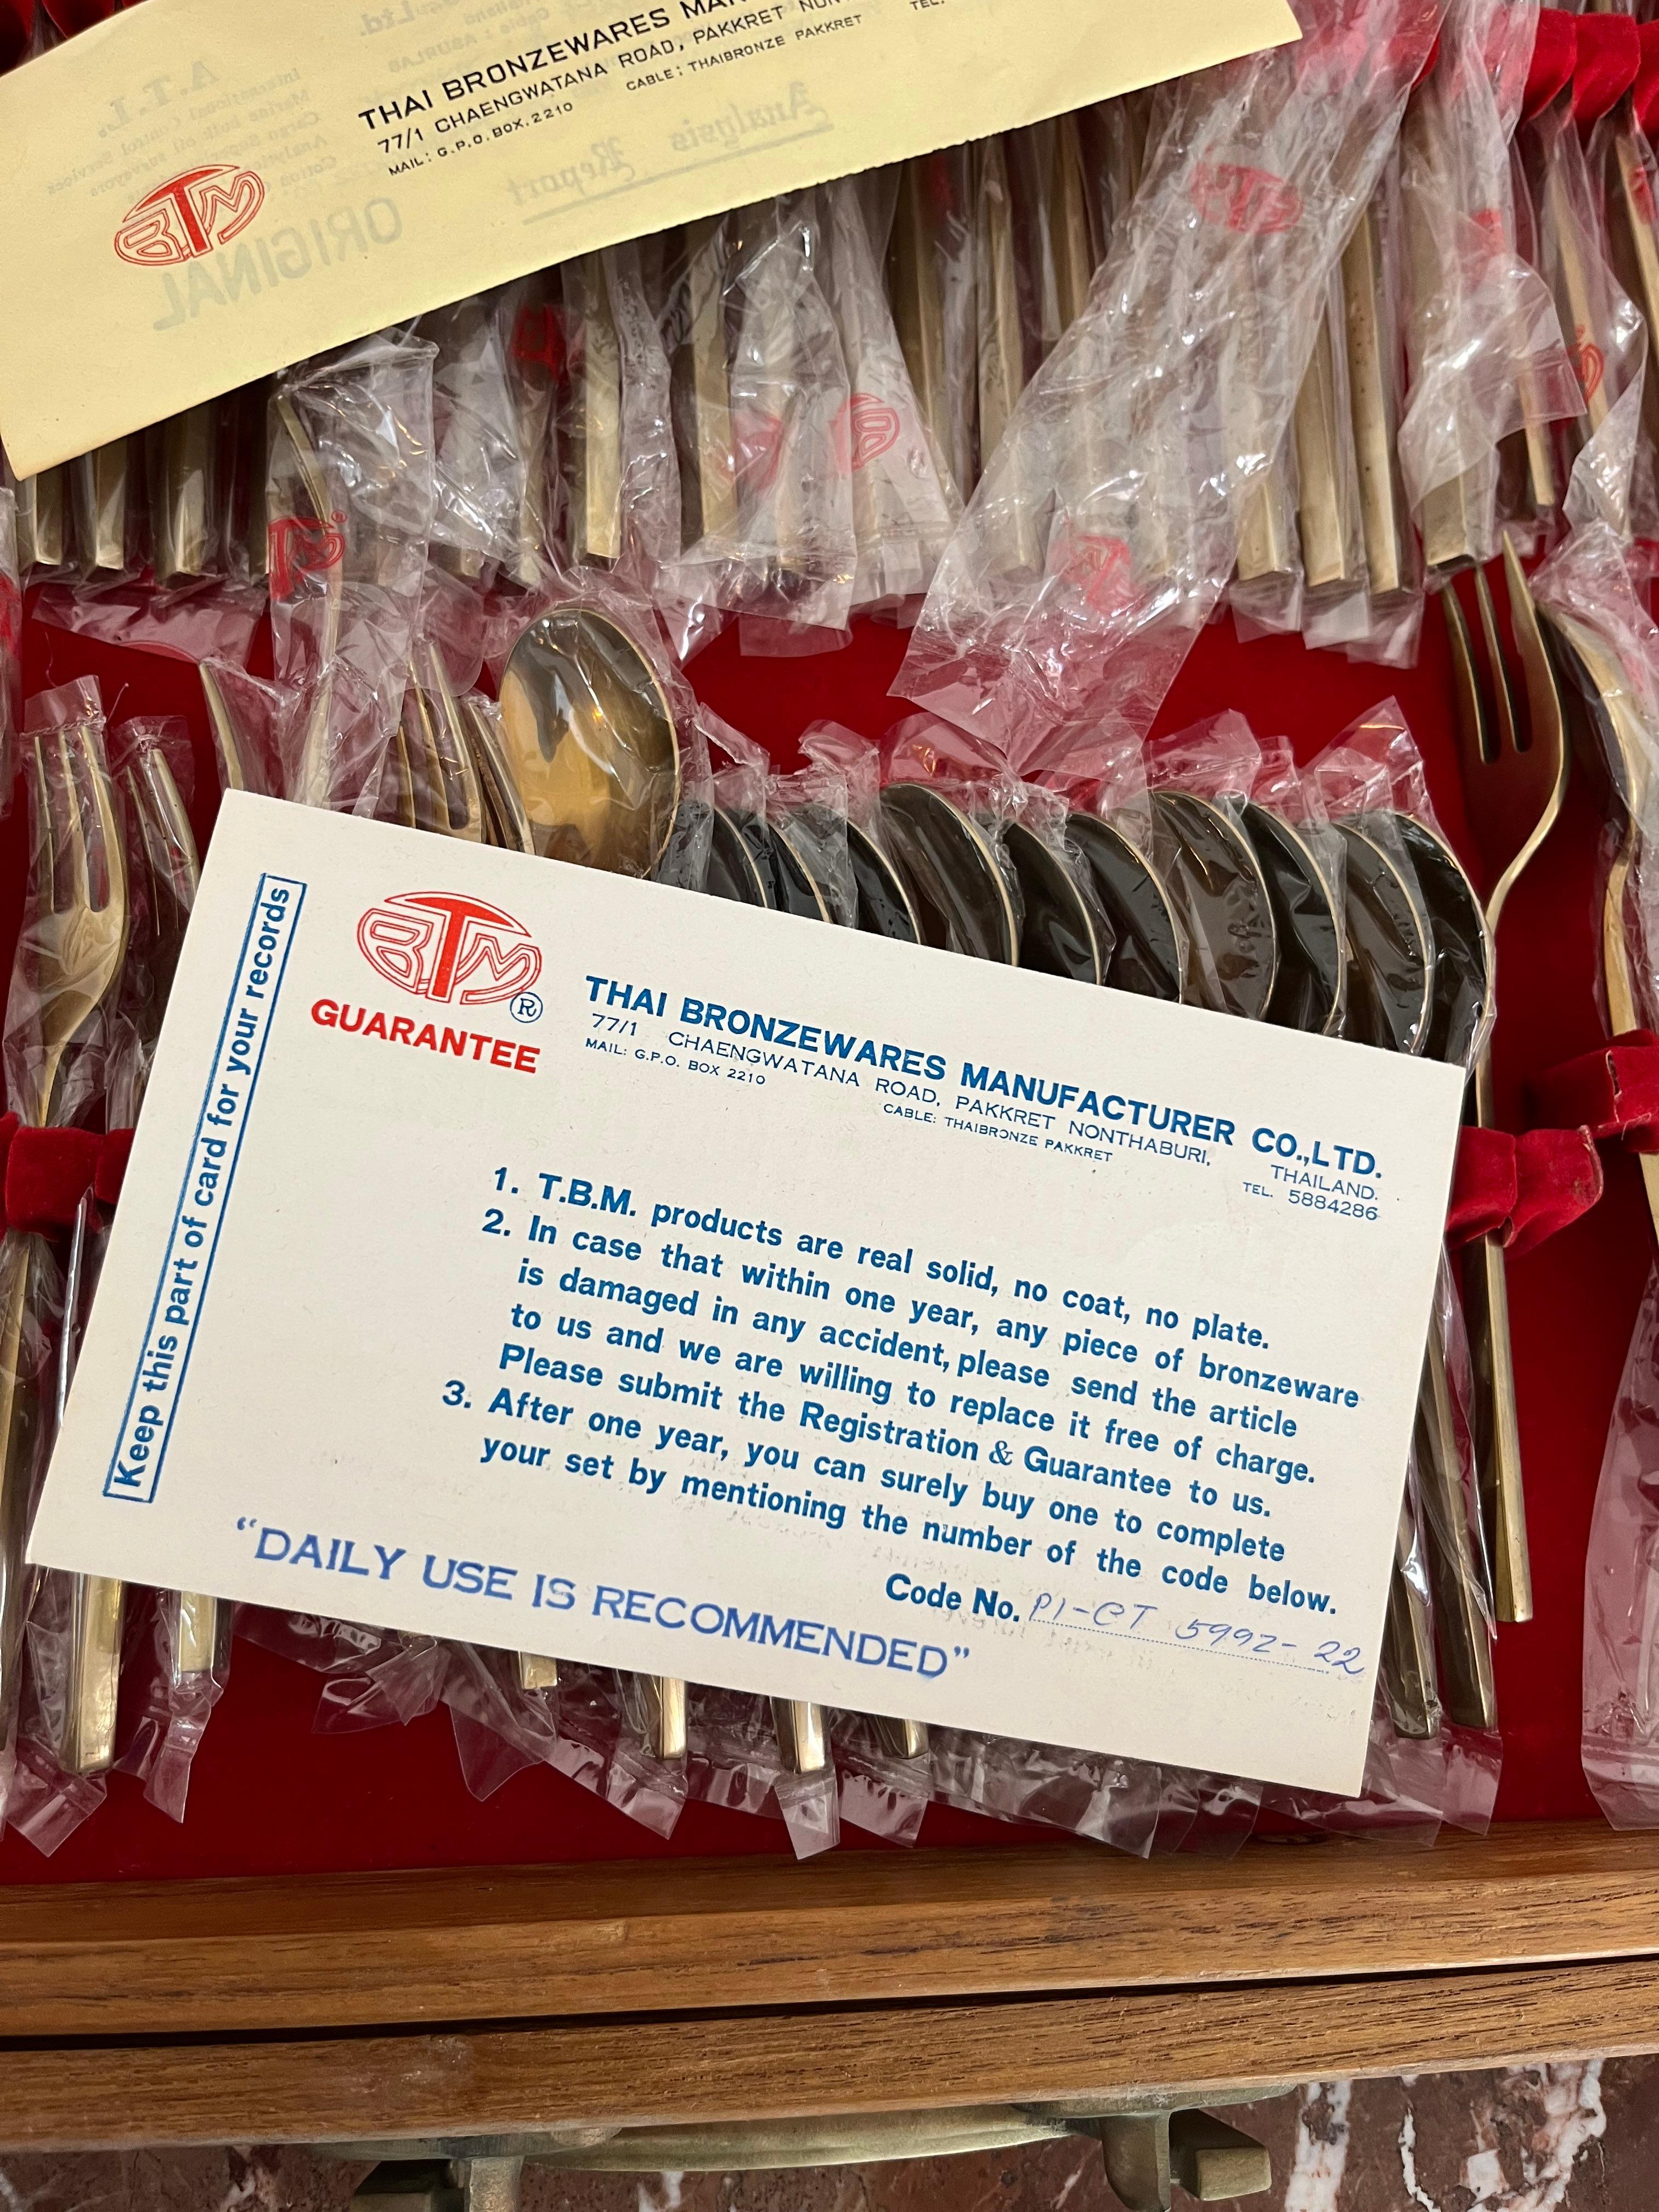 THAI BRONZEWARES
77/1 CHAENGWATANA ROAD, PAKKRET
MAIL: G.P.O. BOX. 2210 CABLE: THAIBRONZE PAKKRET TEL.
BTM
A.T.I.
Analysis Report
ORIGINAL
Keep this part of card for your records
BTM ®
GUARANTEE
THAI BRONZEWARES MANUFACTURER CO.,LTD.
77/1 CHAENGWATANA ROAD, PAKKRET NONTHABURI, THAILAND.
MAIL: G.P.O. BOX 2210 CABLE: THAIBRONZE PAKKRET TEL. 5884286
1. T.B.M. products are real solid, no coat, no plate.
2. In case that within one year, any piece of bronzeware
is damaged in any accident, please send the article
to us and we are willing to replace it free of charge.
Please submit the Registration & Guarantee to us.
3. After one year, you can surely buy one to complete
your set by mentioning the number of the code below.
Code No. PI-CT 5992-22
"DAILY USE IS RECOMMENDED"